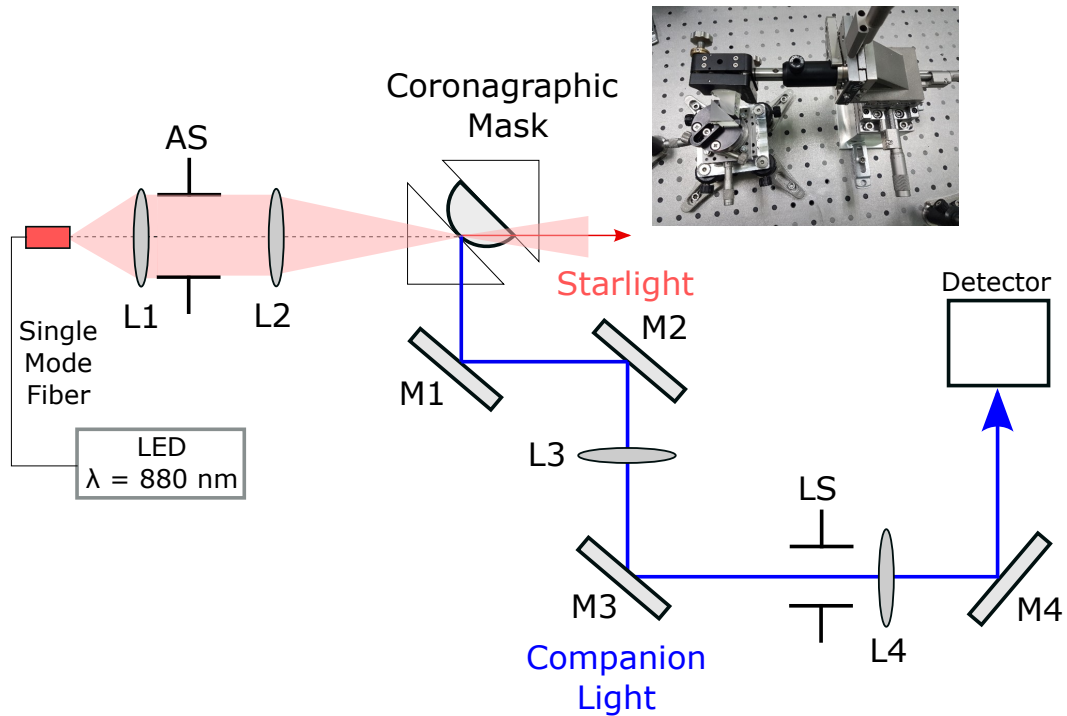 Coronagraphic
Mask
AS
L1
L2
Starlight
Single
Mode
Fiber
LED
λ = 880 nm
M1
M2
Detector
L3
LS
M3
L4
M4
Companion
Light